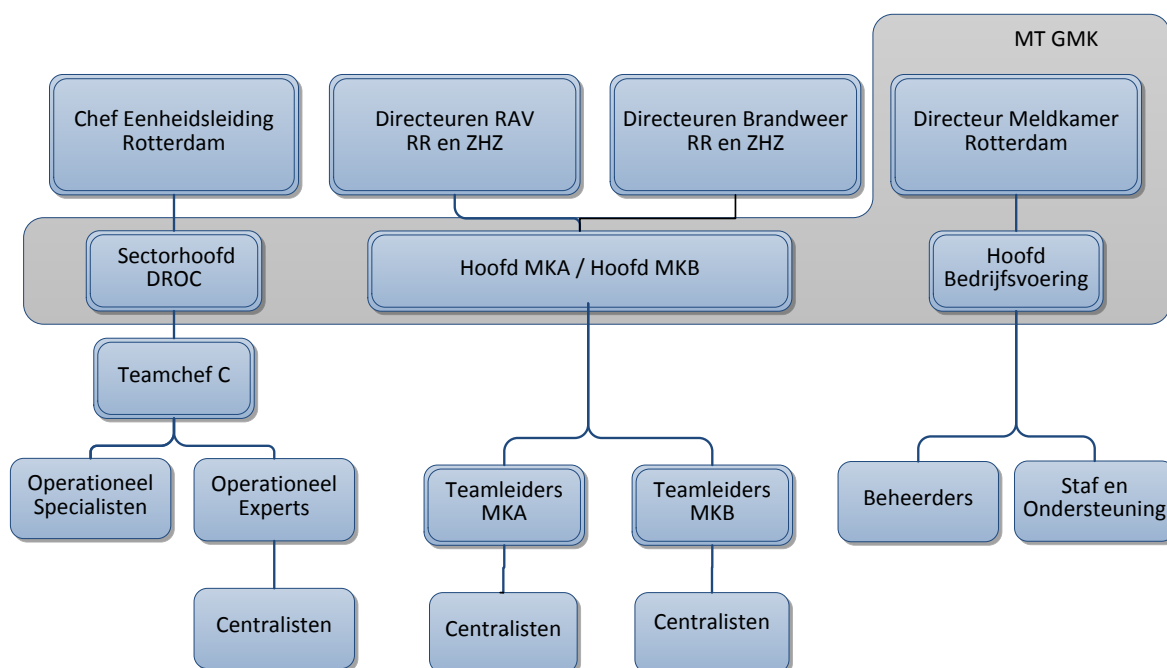 MT GMK
Chef Eenheidsleiding
Rotterdam
Directeuren RAV
RR en ZHZ
Directeuren Brandweer
RR en ZHZ
Directeur Meldkamer
Rotterdam
Sectorhoofd
DROC
Hoofd MKA / Hoofd MKB
Hoofd
Bedrijfsvoering
Teamchef C
Operationeel
Specialisten
Operationeel
Experts
Teamleiders
MKA
Teamleiders
MKB
Beheerders
Staf en
Ondersteuning
Centralisten
Centralisten
Centralisten